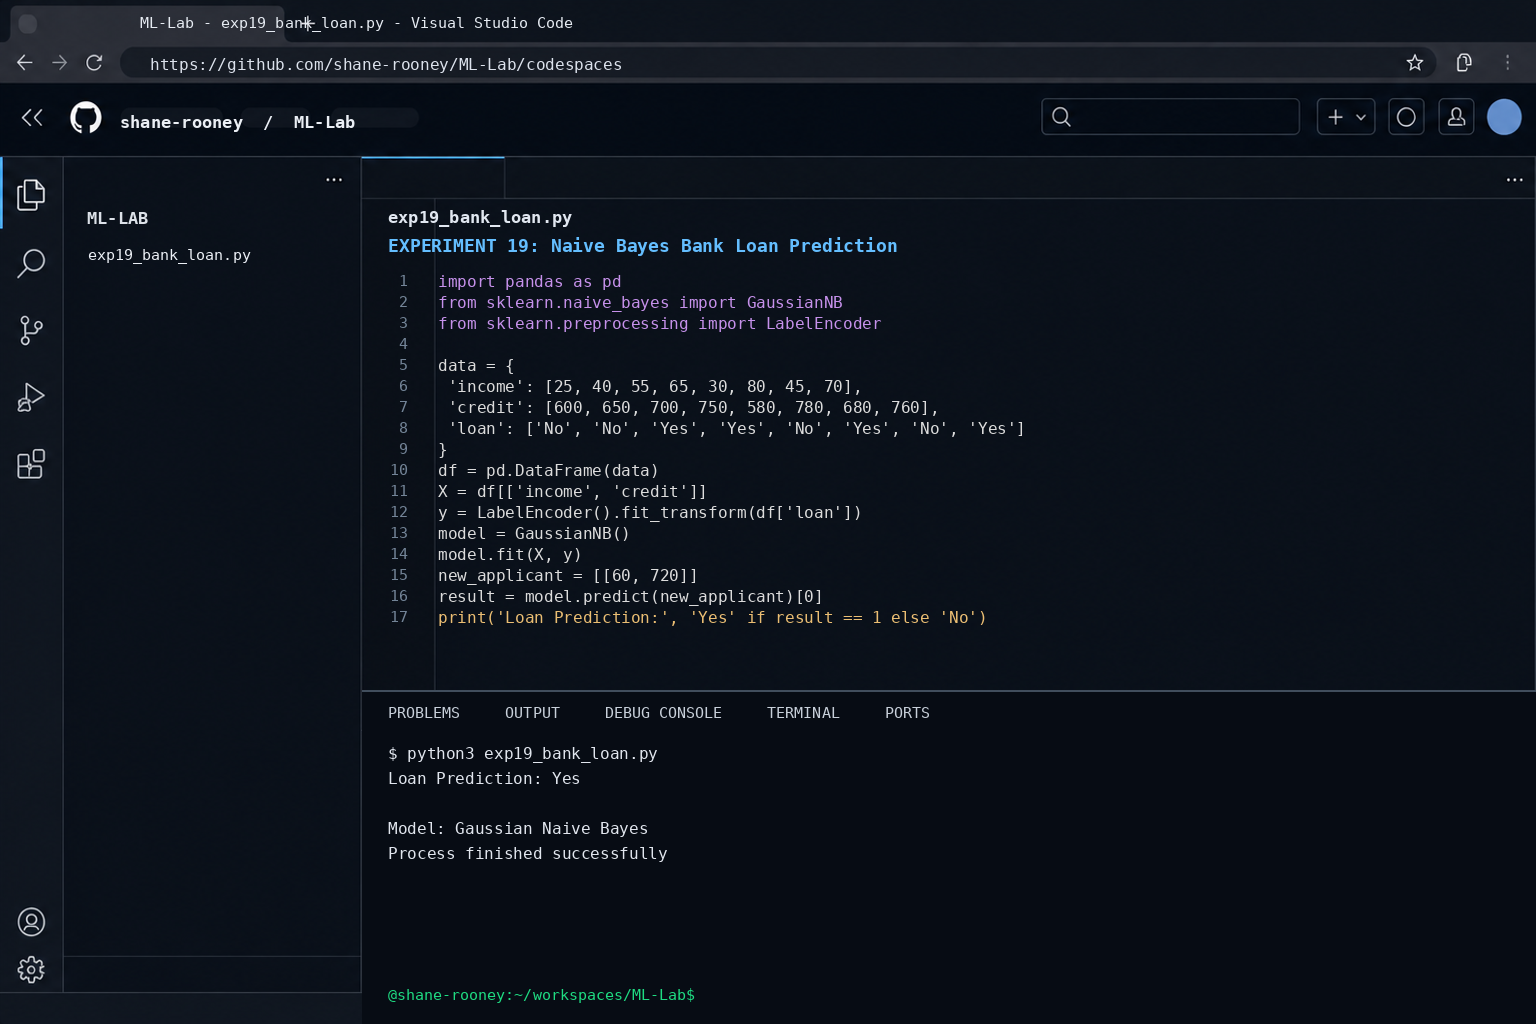 ML-Lab - exp19_bank_loan.py - Visual Studio Code
https://github.com/shane-rooney/ML-Lab/codespaces
shane-rooney / ML-Lab
ML-LAB
exp19_bank_loan.py
exp19_bank_loan.py
EXPERIMENT 19: Naive Bayes Bank Loan Prediction
1 import pandas as pd
2 from sklearn.naive_bayes import GaussianNB
3 from sklearn.preprocessing import LabelEncoder
4
5 data = {
6  'income': [25, 40, 55, 65, 30, 80, 45, 70],
7  'credit': [600, 650, 700, 750, 580, 780, 680, 760],
8  'loan': ['No', 'No', 'Yes', 'Yes', 'No', 'Yes', 'No', 'Yes']
9 }
10 df = pd.DataFrame(data)
11 X = df[['income', 'credit']]
12 y = LabelEncoder().fit_transform(df['loan'])
13 model = GaussianNB()
14 model.fit(X, y)
15 new_applicant = [[60, 720]]
16 result = model.predict(new_applicant)[0]
17 print('Loan Prediction:', 'Yes' if result == 1 else 'No')
PROBLEMS OUTPUT DEBUG CONSOLE TERMINAL PORTS
$ python3 exp19_bank_loan.py
Loan Prediction: Yes
Model: Gaussian Naive Bayes
Process finished successfully
@shane-rooney:~/workspaces/ML-Lab$